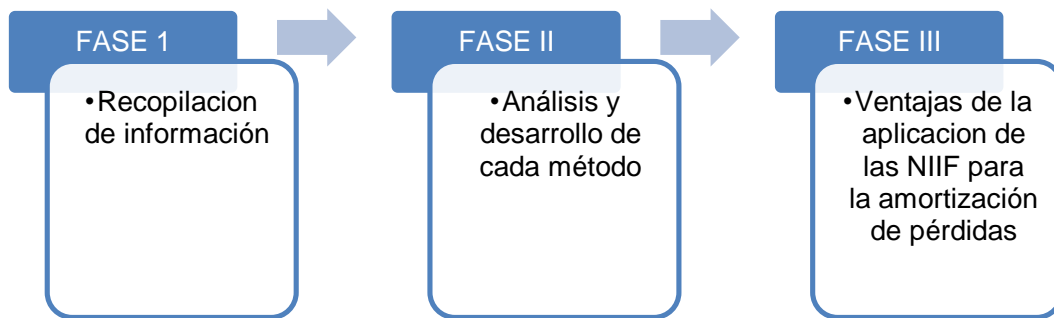 FASE 1
•Recopilacion
de información
FASE II
•Análisis y
desarrollo de
cada método
FASE III
•Ventajas de la
aplicacion de
las NIIF para
la amortización
de pérdidas